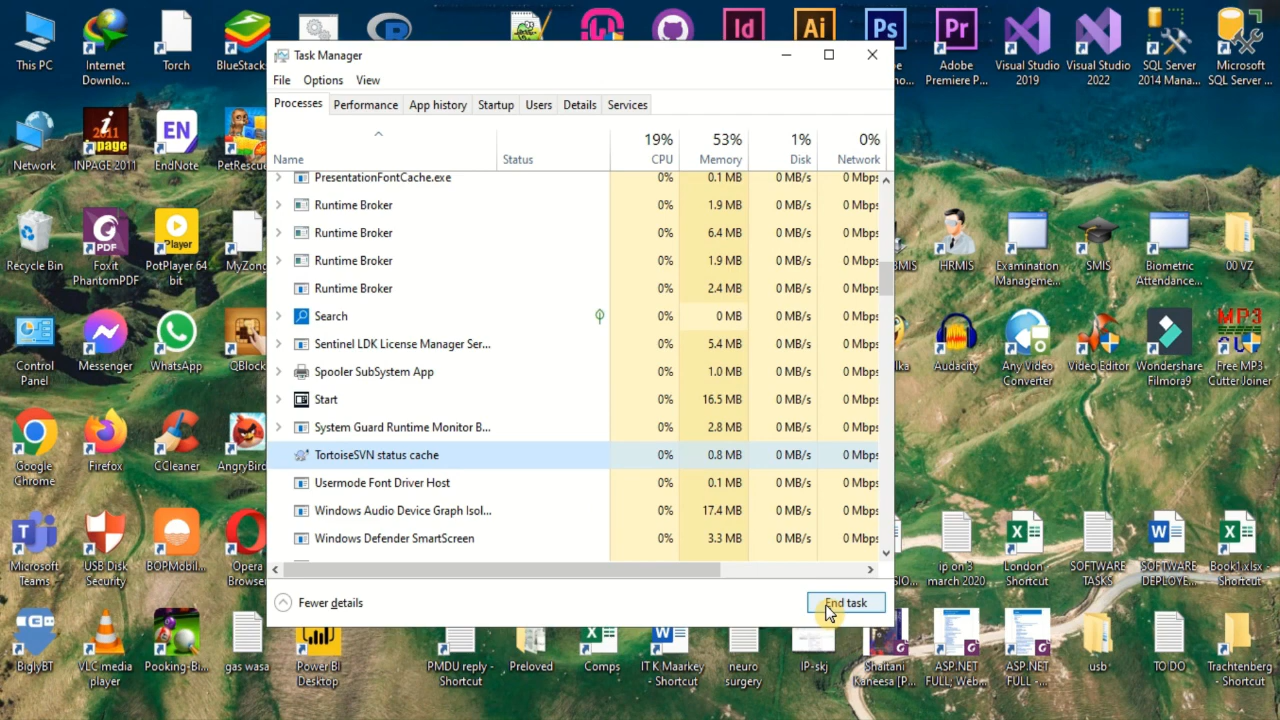 Task Manager
File Options View
Processes Performance App history Startup Users Details Services
19% 53% 1% 0%
Name Status CPU Memory Disk Network
PresentationFontCache.exe 0% 0.1 MB 0 MB/s 0 Mbps
Runtime Broker 0% 1.9 MB 0 MB/s 0 Mbps
Runtime Broker 0% 6.4 MB 0 MB/s 0 Mbps
Runtime Broker 0% 1.9 MB 0 MB/s 0 Mbps
Runtime Broker 0% 2.4 MB 0 MB/s 0 Mbps
Search 0% 0 MB 0 MB/s 0 Mbps
Sentinel LDK License Manager Ser... 0% 5.4 MB 0 MB/s 0 Mbps
Spooler SubSystem App 0% 1.0 MB 0 MB/s 0 Mbps
Start 0% 16.5 MB 0 MB/s 0 Mbps
System Guard Runtime Monitor B... 0% 2.8 MB 0 MB/s 0 Mbps
TortoiseSVN status cache 0% 0.8 MB 0 MB/s 0 Mbps
Usermode Font Driver Host 0% 0.1 MB 0 MB/s 0 Mbps
Windows Audio Device Graph Isol... 0% 17.4 MB 0 MB/s 0 Mbps
Windows Defender SmartScreen 0% 3.3 MB 0 MB/s 0 Mbps
Fewer details End task
This PC
Internet
Downlo...
Torch
BlueStack
Id
Ai
Ps
Pr
Adobe
Premiere P...
Visual Studio
2019
Visual Studio
2022
SQL Server
2014 Mana...
Microsoft
SQL Server ...
Network
2011
inpage
INPAGE 2011
EN
EndNote
PetRescue
Recycle Bin
PDF
Foxit
PhantomPDF
Player
PotPlayer 64
bit
MyZong
HRMIS
Examination
Manageme...
SMIS
Biometric
Attendance...
00 VZ
Control
Panel
Messenger
WhatsApp
QBlock
Audacity
Any Video
Converter
Video Editor
Wondershare
Filmora9
MP3
Free MP3
Cutter Joiner
Google
Chrome
Firefox
CCleaner
AngryBird
Microsoft
Teams
USB Disk
Security
BOPMobil...
Opera
Browser
ip on 3
march 2020
London
Shortcut
SOFTWARE
TASKS
SOFTWARE
DEPLOYE...
Book1.xlsx -
Shortcut
BiglyBT
VLC media
player
Pooking-Bi...
gas wasa
Power BI
Desktop
PMDU reply -
Shortcut
Preloved
Comps
IT K Maarkey
- Shortcut
neuro
surgery
IP-skj
Shaitani
Kaneesa [P...
ASP.NET
FULL; Web...
ASP.NET
FULL -...
usb
TO DO
Trachtenberg
- Shortcut